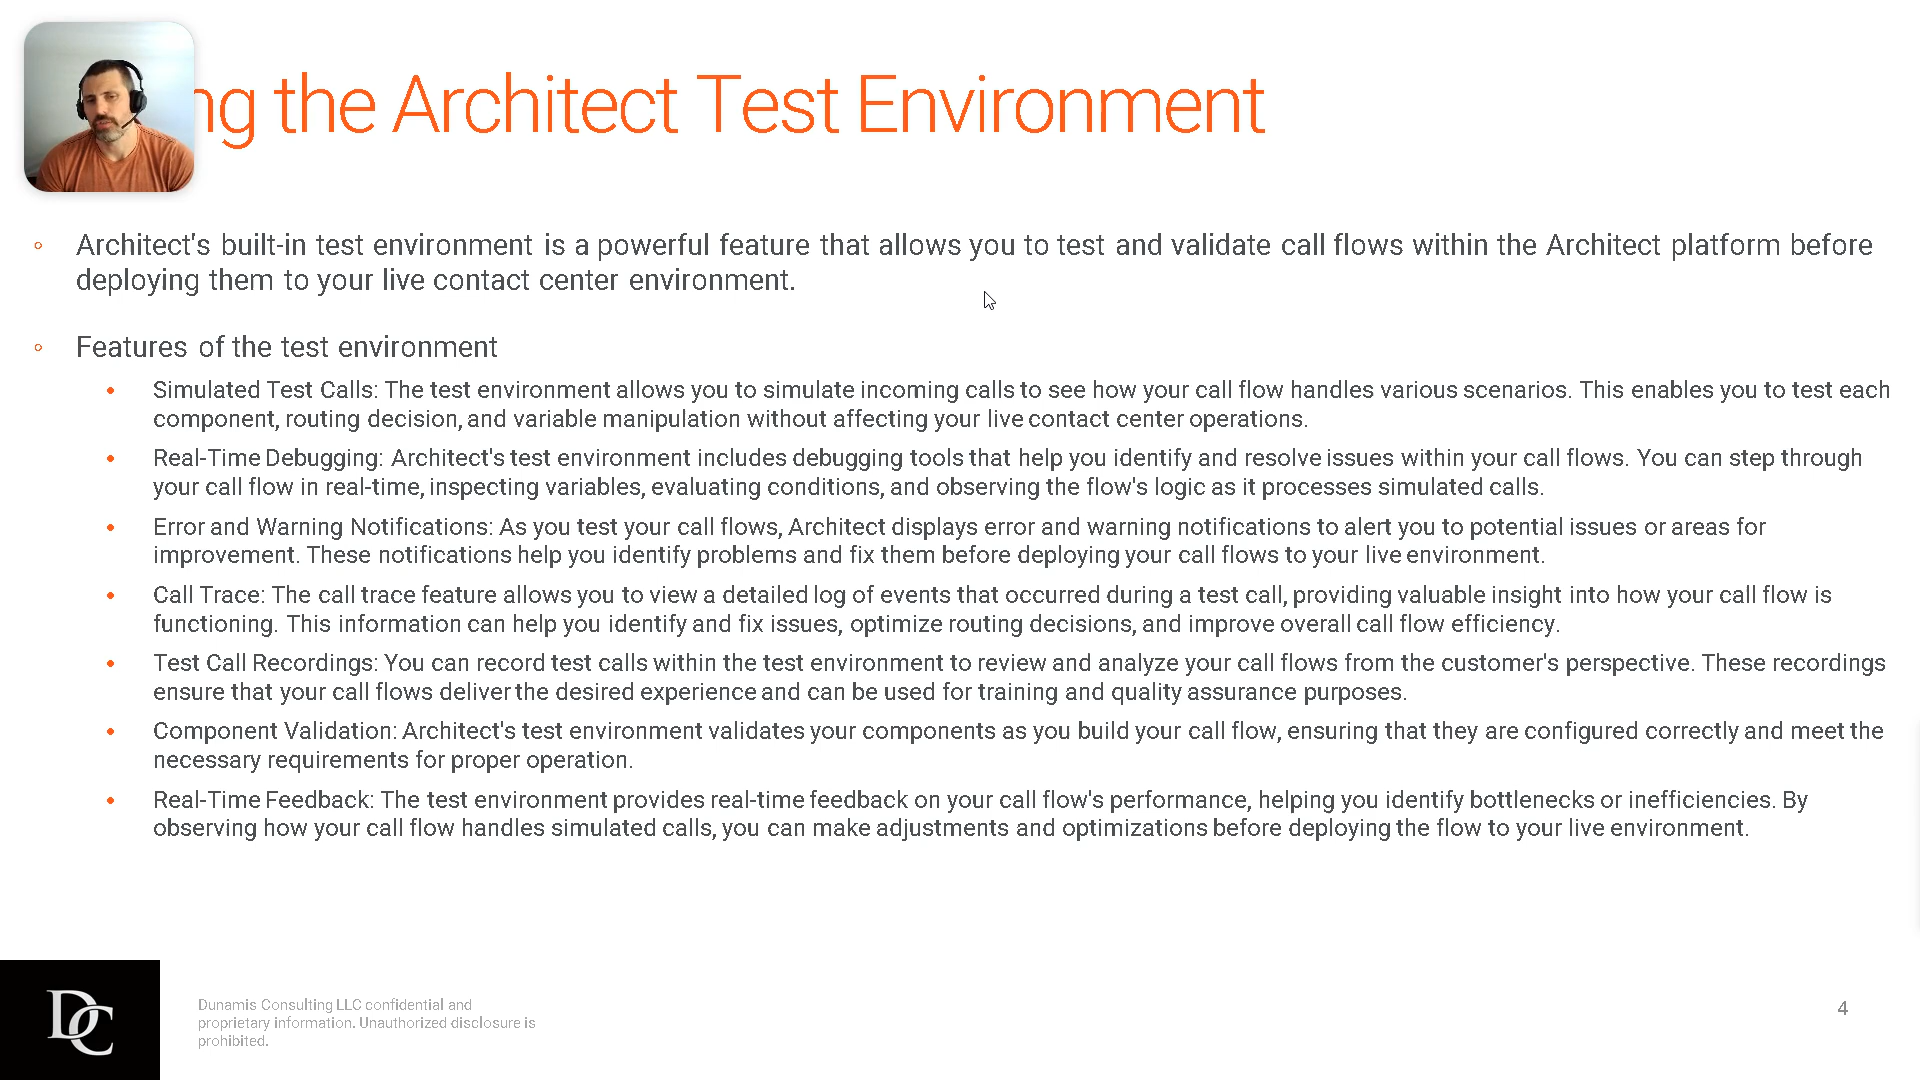 ng the Architect Test Environment
Architect's built-in test environment is a powerful feature that allows you to test and validate call flows within the Architect platform before
deploying them to your live contact center environment.
Features of the test environment
Simulated Test Calls: The test environment allows you to simulate incoming calls to see how your call flow handles various scenarios. This enables you to test each
component, routing decision, and variable manipulation without affecting your live contact center operations.
Real-Time Debugging: Architect's test environment includes debugging tools that help you identify and resolve issues within your call flows. You can step through
your call flow in real-time, inspecting variables, evaluating conditions, and observing the flow's logic as it processes simulated calls.
Error and Warning Notifications: As you test your call flows, Architect displays error and warning notifications to alert you to potential issues or areas for
improvement. These notifications help you identify problems and fix them before deploying your call flows to your live environment.
Call Trace: The call trace feature allows you to view a detailed log of events that occurred during a test call, providing valuable insight into how your call flow is
functioning. This information can help you identify and fix issues, optimize routing decisions, and improve overall call flow efficiency.
Test Call Recordings: You can record test calls within the test environment to review and analyze your call flows from the customer's perspective. These recordings
ensure that your call flows deliver the desired experience and can be used for training and quality assurance purposes.
Component Validation: Architect's test environment validates your components as you build your call flow, ensuring that they are configured correctly and meet the
necessary requirements for proper operation.
Real-Time Feedback: The test environment provides real-time feedback on your call flow's performance, helping you identify bottlenecks or inefficiencies. By
observing how your call flow handles simulated calls, you can make adjustments and optimizations before deploying the flow to your live environment.
DC
Dunamis Consulting LLC confidential and
proprietary information. Unauthorized disclosure is
prohibited.
4